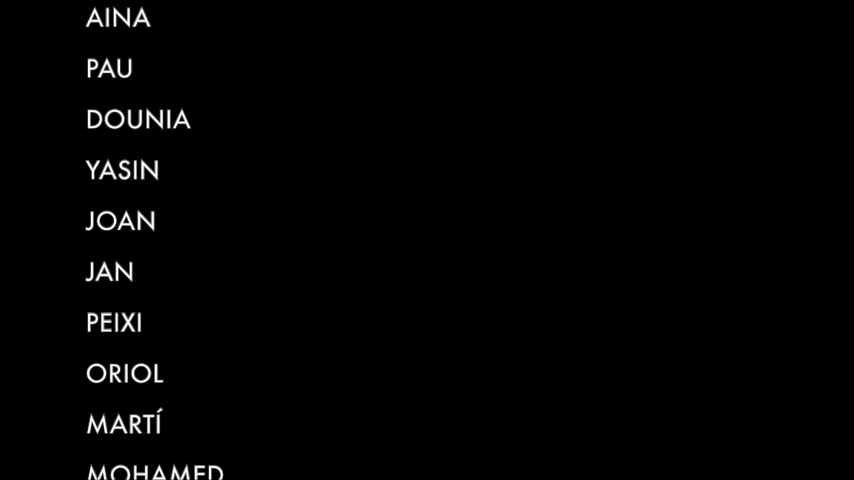 AINA
PAU
DOUNIA
YASIN
JOAN
JAN
PEIXI
ORIOL
MARTÍ
MOHAMED